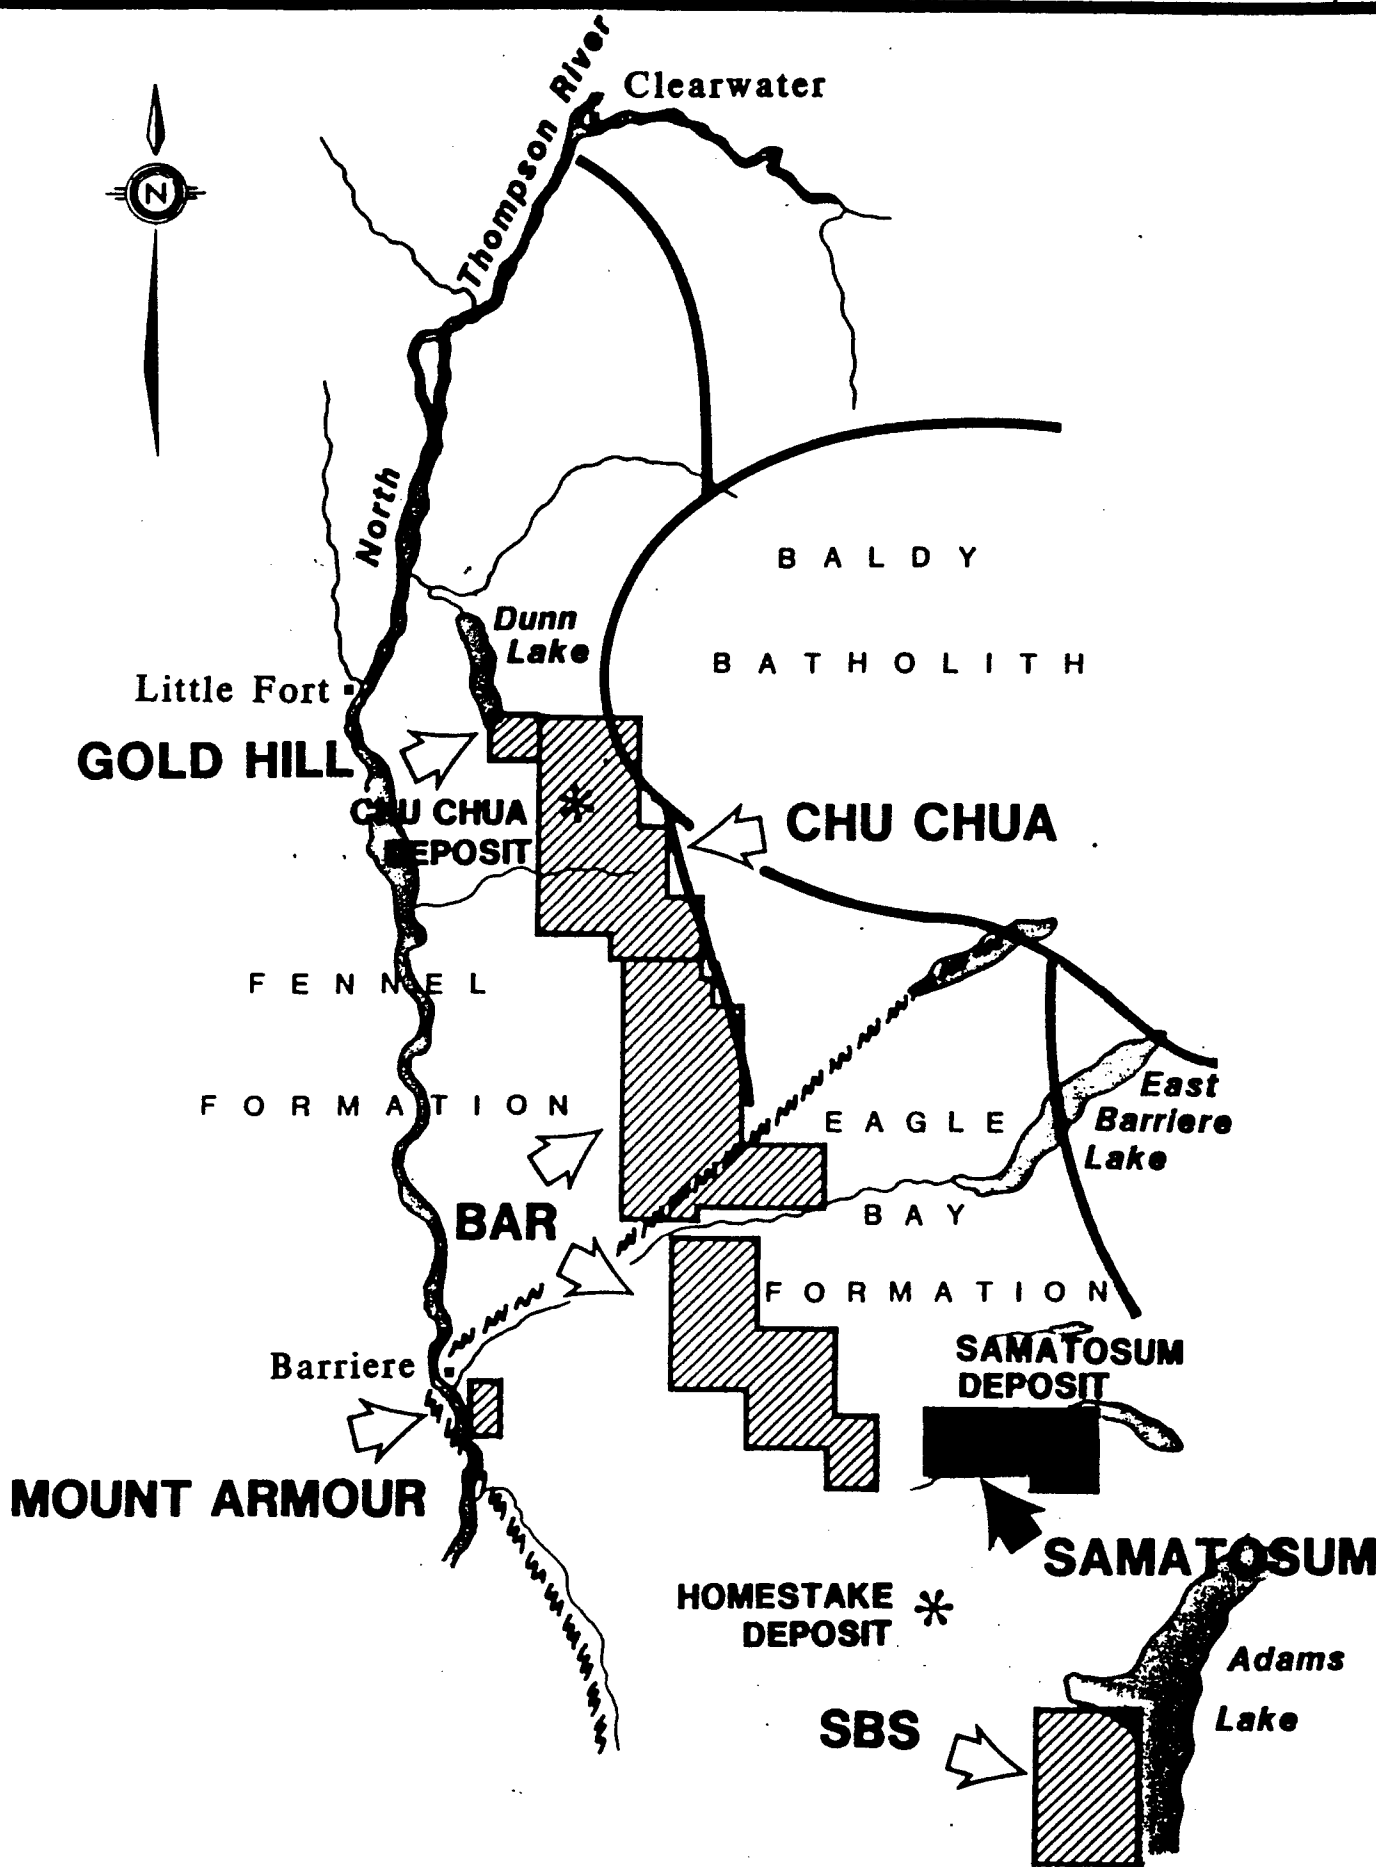 Clearwater
North Thompson River
N
BALDY
BATHOLITH
Dunn
Lake
Little Fort
GOLD HILL
CHU CHUA
DEPOSIT
CHU CHUA
FENNEL
FORMATION
East
Barriere
Lake
EAGLE
BAY
FORMATION
BAR
Barriere
SAMATOSUM
DEPOSIT
MOUNT ARMOUR
SAMATOSUM
HOMESTAKE
DEPOSIT
Adams
Lake
SBS